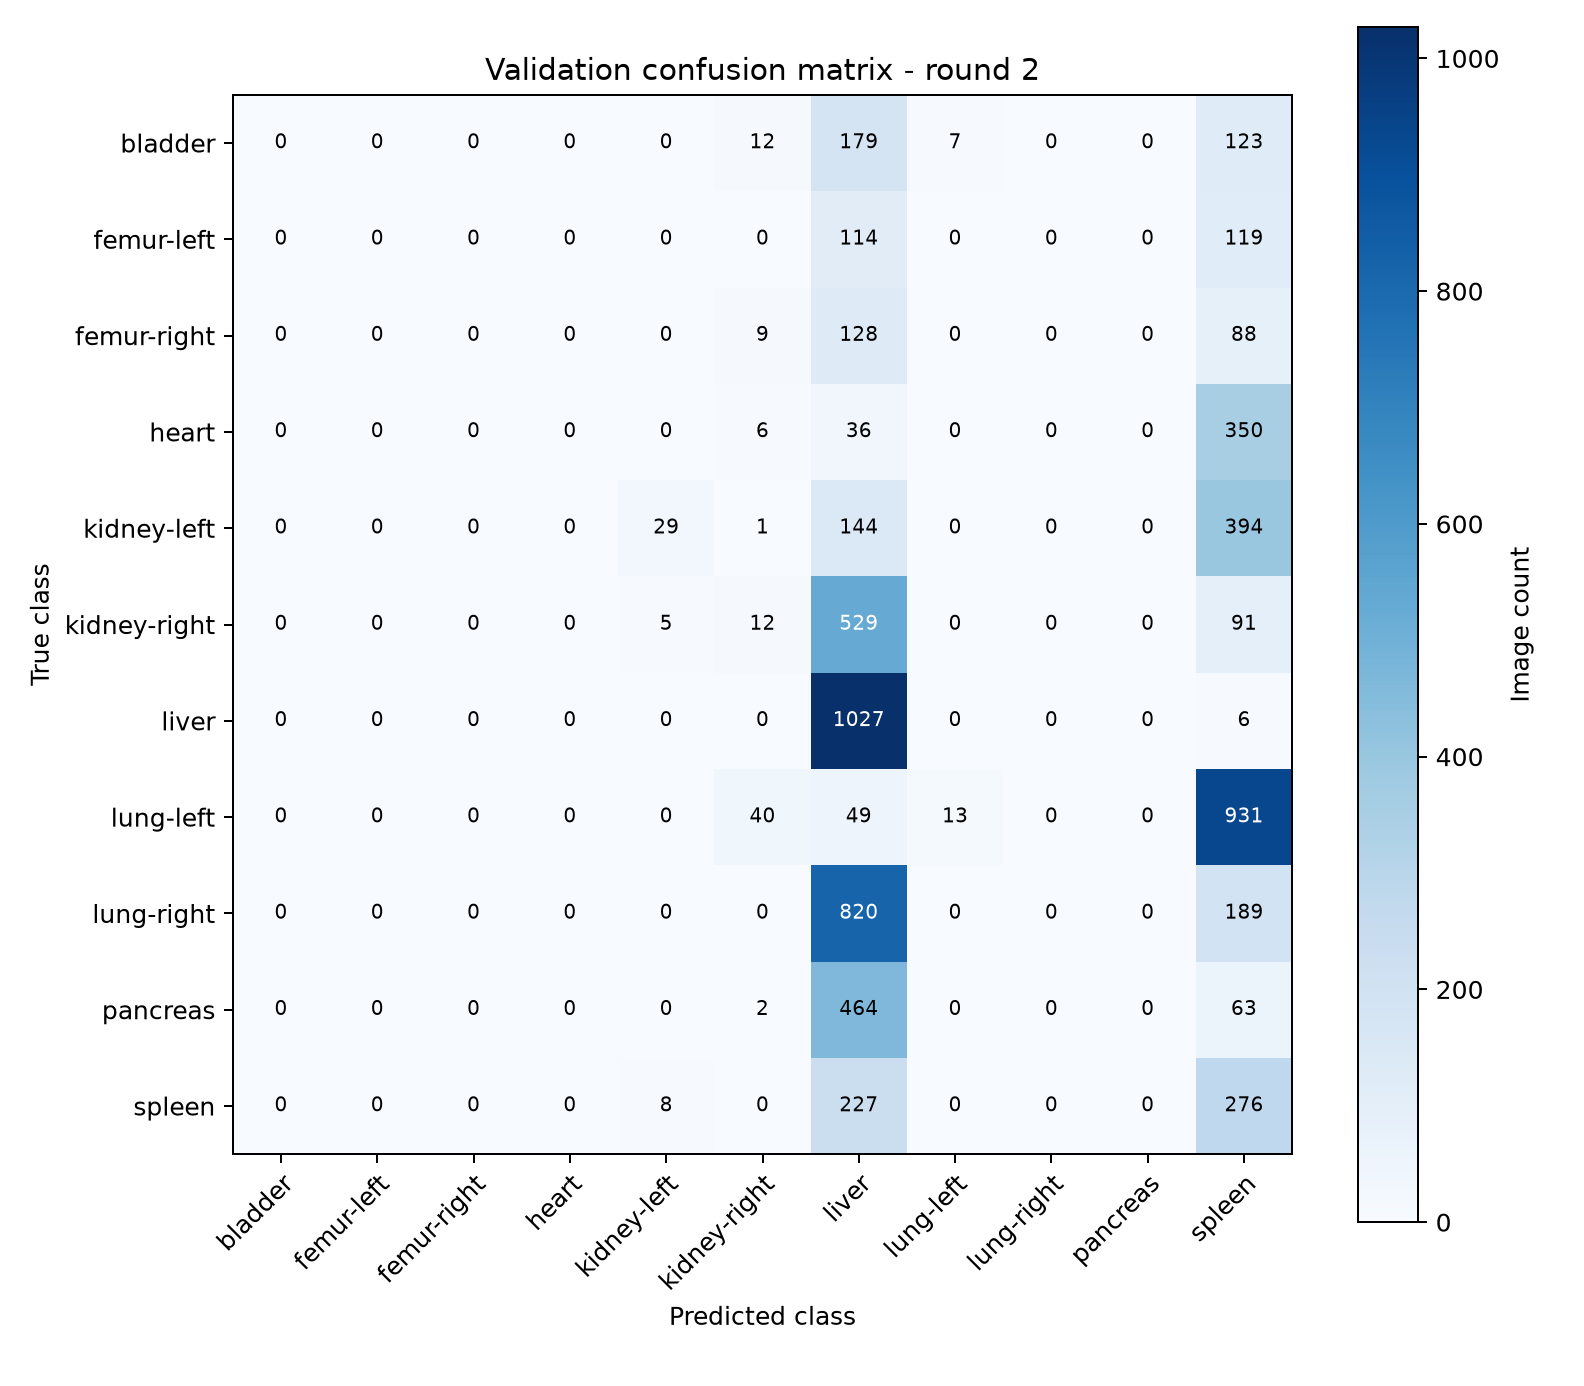 Validation confusion matrix - round 2
True class
bladder 0 0 0 0 0 12 179 7 0 0 123
femur-left 0 0 0 0 0 0 114 0 0 0 119
femur-right 0 0 0 0 0 9 128 0 0 0 88
heart 0 0 0 0 0 6 36 0 0 0 350
kidney-left 0 0 0 0 29 1 144 0 0 0 394
kidney-right 0 0 0 0 5 12 529 0 0 0 91
liver 0 0 0 0 0 0 1027 0 0 0 6
lung-left 0 0 0 0 0 40 49 13 0 0 931
lung-right 0 0 0 0 0 0 820 0 0 0 189
pancreas 0 0 0 0 0 2 464 0 0 0 63
spleen 0 0 0 0 8 0 227 0 0 0 276
bladder femur-left femur-right heart kidney-left kidney-right liver lung-left lung-right pancreas spleen
Predicted class
1000
800
600
400
200
0
Image count